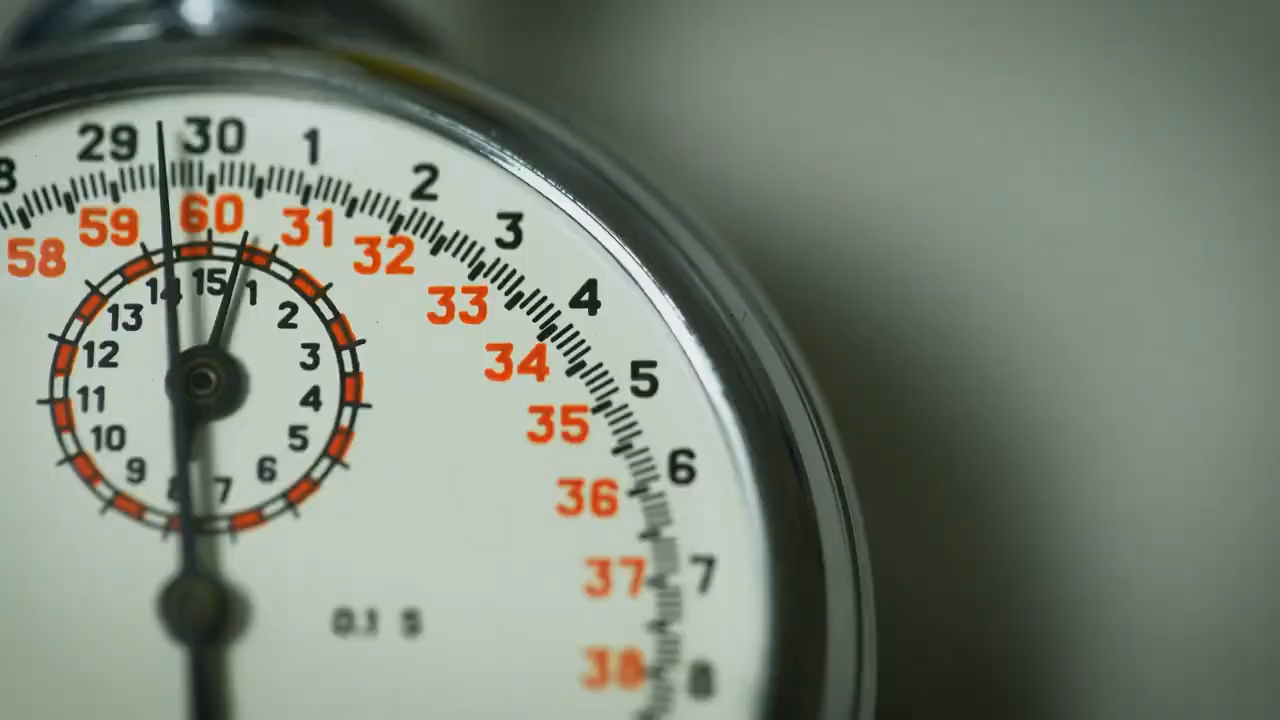 29 30 1 2 3 4 5 6 7 8
58 59 60 31 32 33 34 35 36 37 38
15 1 2 3 4 5 6 7 9 10 11 12 13 14
0.1 S